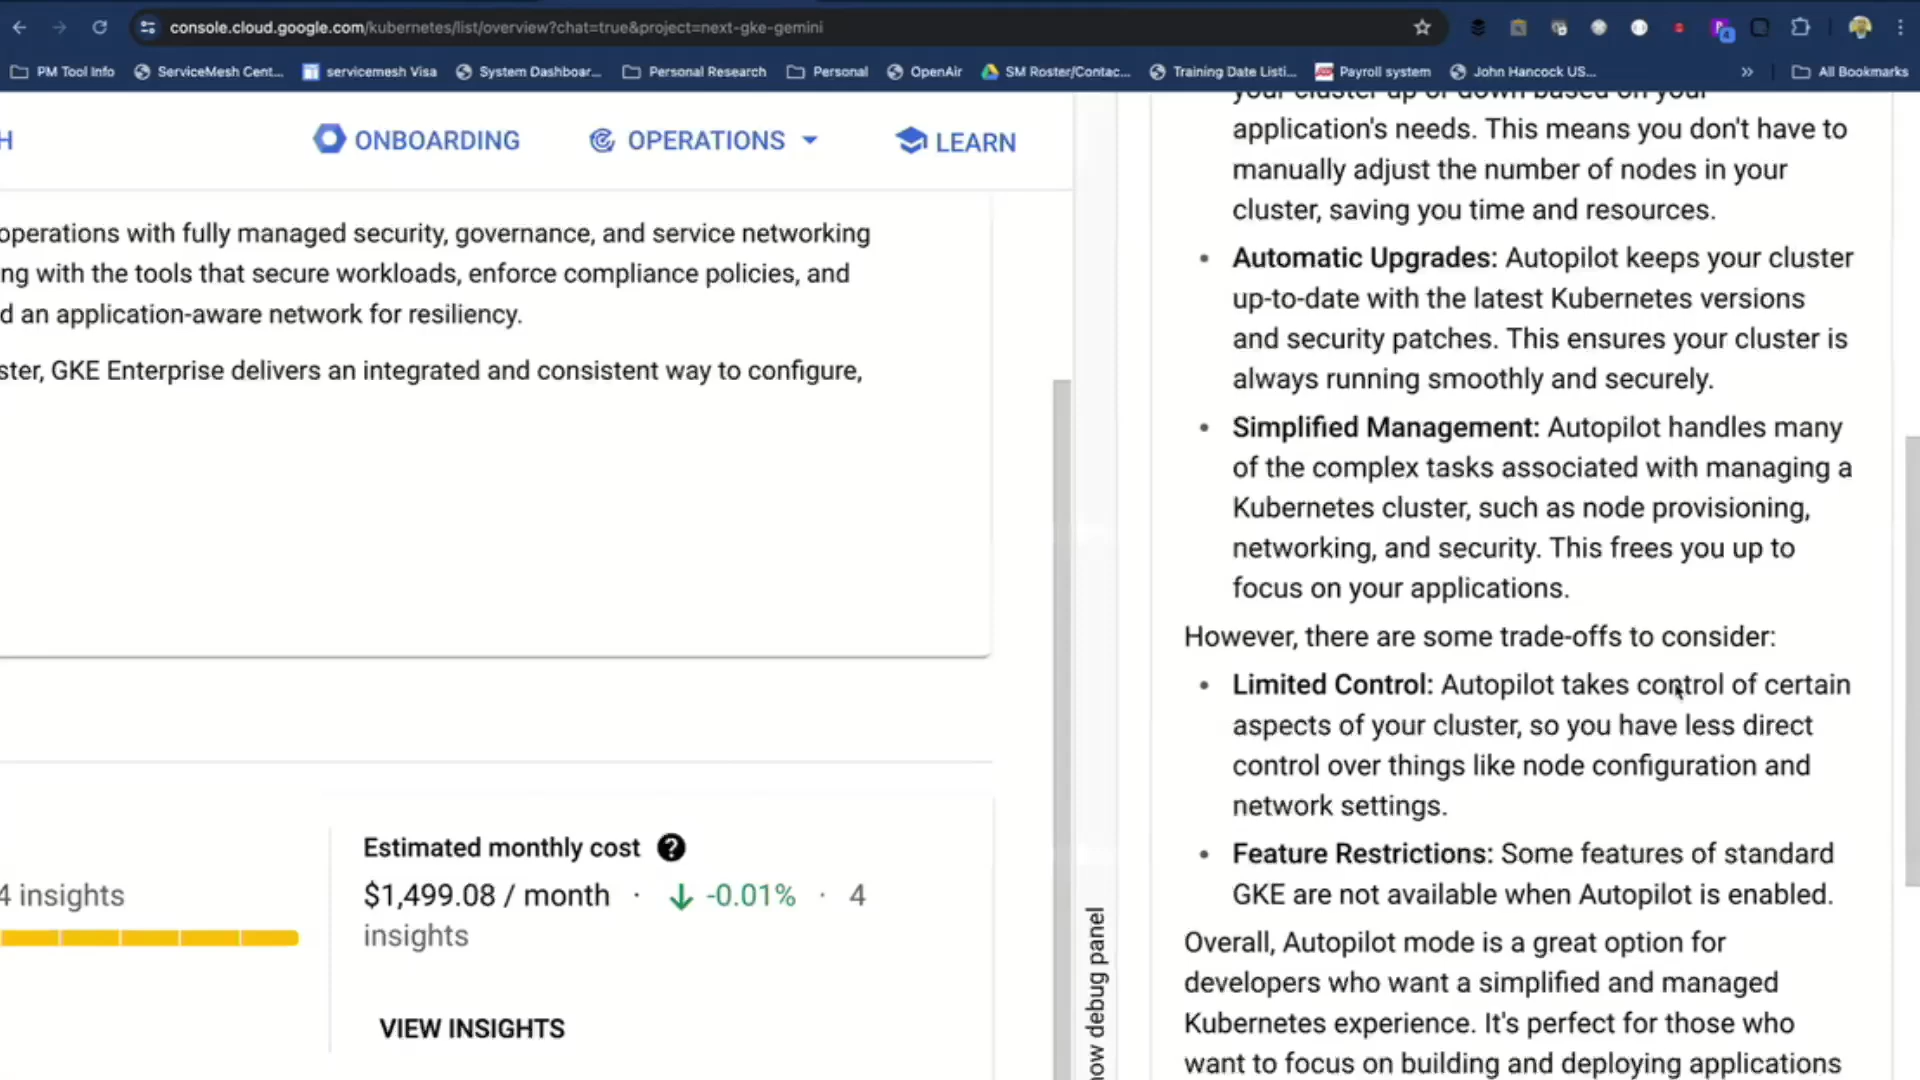 console.cloud.google.com/kubernetes/list/overview?chat=true&project=next-gke-gemini
PM Tool Info
ServiceMesh Cent...
servicemesh Visa
System Dashboar...
Personal Research
Personal
OpenAir
SM Roster/Contac...
Training Date Listi...
Payroll system
John Hancock US...
»
All Bookmarks
H
ONBOARDING
OPERATIONS
LEARN
operations with fully managed security, governance, and service networking
ng with the tools that secure workloads, enforce compliance policies, and
d an application-aware network for resiliency.
ster, GKE Enterprise delivers an integrated and consistent way to configure,
4 insights
Estimated monthly cost ?
$1,499.08 / month · ↓ -0.01% · 4
insights
VIEW INSIGHTS
ow debug panel
your cluster up or down based on your
application's needs. This means you don't have to
manually adjust the number of nodes in your
cluster, saving you time and resources.
• Automatic Upgrades: Autopilot keeps your cluster
up-to-date with the latest Kubernetes versions
and security patches. This ensures your cluster is
always running smoothly and securely.
• Simplified Management: Autopilot handles many
of the complex tasks associated with managing a
Kubernetes cluster, such as node provisioning,
networking, and security. This frees you up to
focus on your applications.
However, there are some trade-offs to consider:
• Limited Control: Autopilot takes control of certain
aspects of your cluster, so you have less direct
control over things like node configuration and
network settings.
• Feature Restrictions: Some features of standard
GKE are not available when Autopilot is enabled.
Overall, Autopilot mode is a great option for
developers who want a simplified and managed
Kubernetes experience. It's perfect for those who
want to focus on building and deploying applications